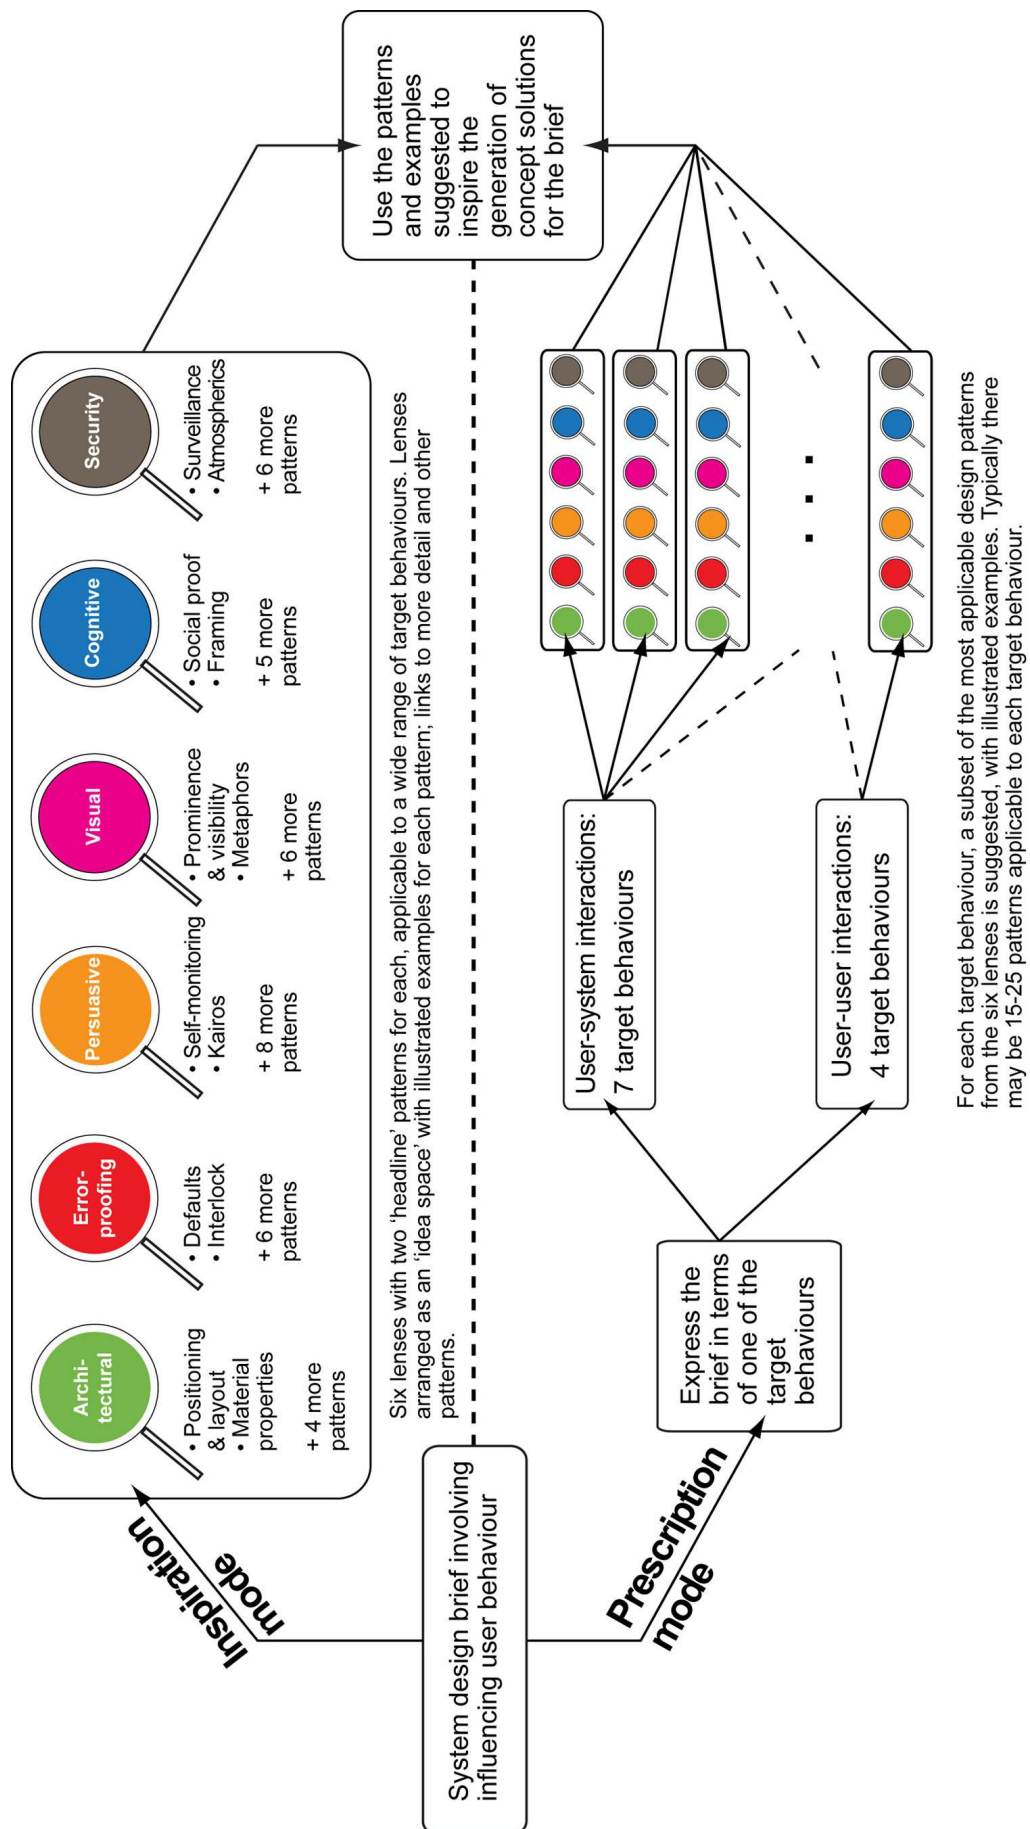 System design brief involving
influencing user behaviour
Inspiration
mode
Archi-
tectural
• Positioning
& layout
• Material
properties
+ 4 more
patterns
Error-
proofing
• Defaults
• Interlock
+ 6 more
patterns
Persuasive
• Self-monitoring
• Kairos
+ 8 more
patterns
Visual
• Prominence
& visibility
• Metaphors
+ 6 more
patterns
Cognitive
• Social proof
• Framing
+ 5 more
patterns
Security
• Surveillance
• Atmospherics
+ 6 more
patterns
Six lenses with two ‘headline’ patterns for each, applicable to a wide range of target behaviours. Lenses
arranged as an ‘idea space’ with illustrated examples for each pattern; links to more detail and other
patterns.
Use the patterns
and examples
suggested to
inspire the
generation of
concept solutions
for the brief
Prescription
mode
Express the
brief in terms
of one of the
target
behaviours
User-system interactions:
7 target behaviours
User-user interactions:
4 target behaviours
For each target behaviour, a subset of the most applicable design patterns
from the six lenses is suggested, with illustrated examples. Typically there
may be 15-25 patterns applicable to each target behaviour.